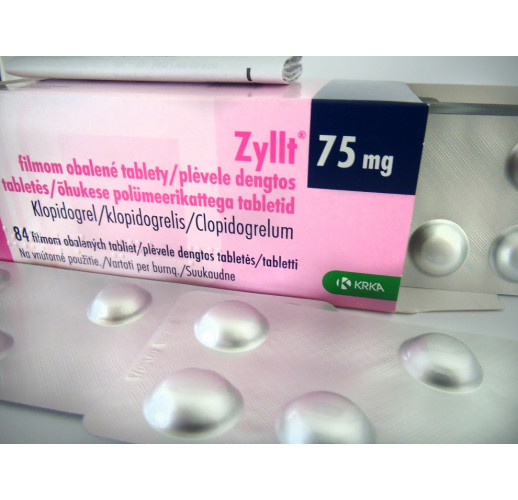 Zyllt® 75 mg
filmom obalené tablety/plėvele dengtos
tabletės/õhukese polümeerikattega tabletid
Klopidogrel/klopidogrelis/Clopidogrelum
84 filmom obalených tabliet/plėvele dengtos tabletės/tabletti
Na vnútorné použitie./Vartoti per burną./Suukaudne
KRKA